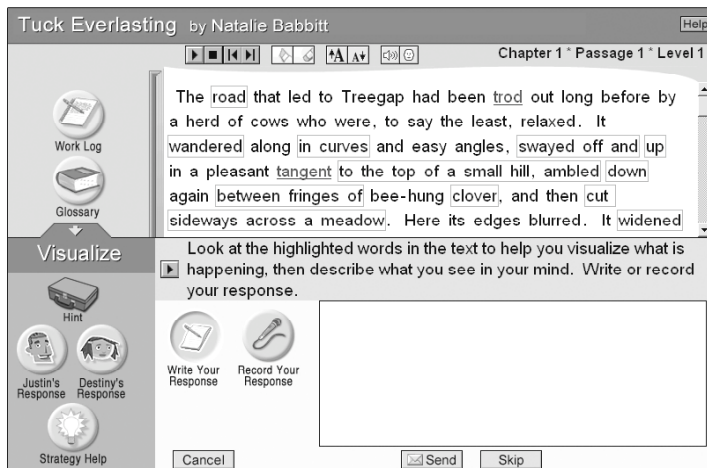 Tuck Everlasting by Natalie Babbitt
Help
A A
Chapter 1 * Passage 1 * Level 1
The road that led to Treegap had been trod out long before by
a herd of cows who were, to say the least, relaxed. It
wandered along in curves and easy angles, swayed off and up
in a pleasant tangent to the top of a small hill, ambled down
again between fringes of bee-hung clover, and then cut
sideways across a meadow. Here its edges blurred. It widened
Work Log
Glossary
Visualize
Look at the highlighted words in the text to help you visualize what is
happening, then describe what you see in your mind. Write or record
your response.
Hint
Justin's
Response
Destiny's
Response
Strategy Help
Write Your
Response
Record Your
Response
Cancel
Send
Skip